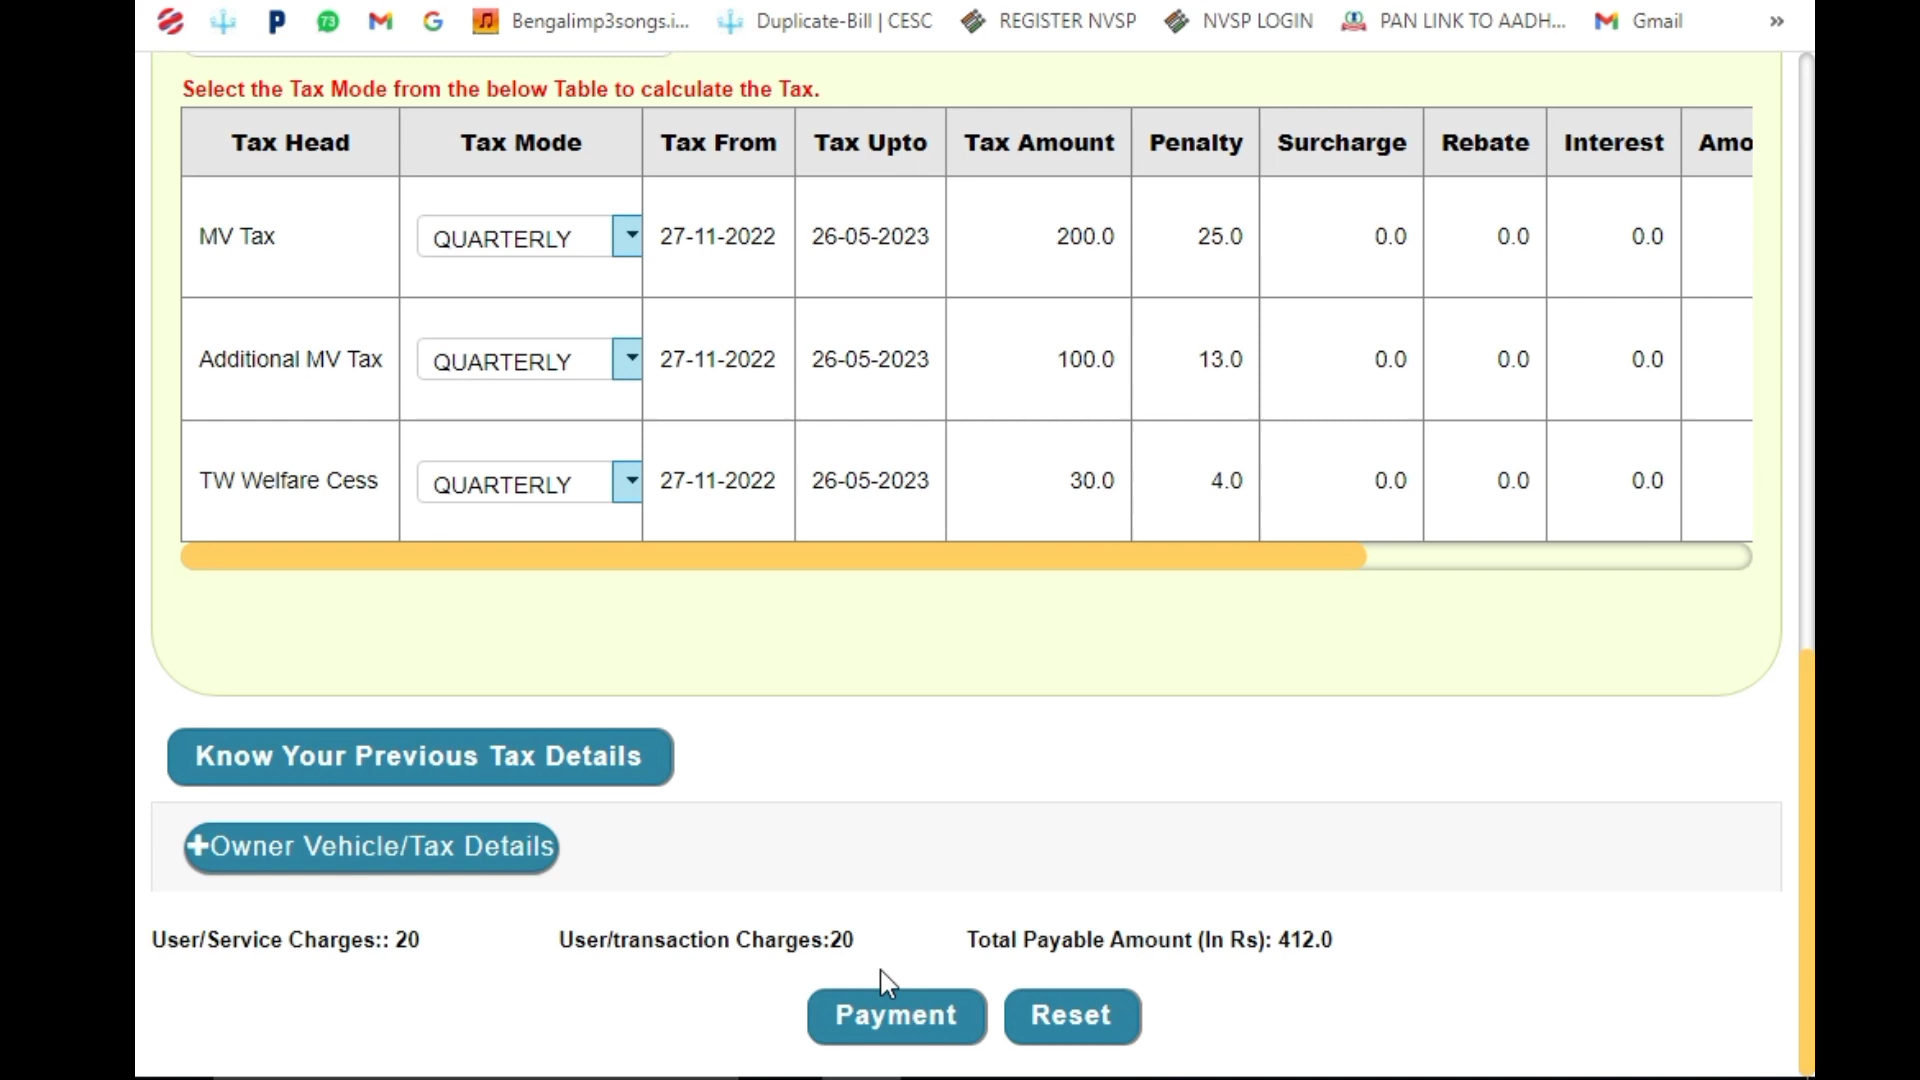 P 73 G Bengalimp3songs.i... Duplicate-Bill | CESC REGISTER NVSP NVSP LOGIN PAN LINK TO AADH... Gmail »
Select the Tax Mode from the below Table to calculate the Tax.
Tax Head Tax Mode Tax From Tax Upto Tax Amount Penalty Surcharge Rebate Interest Amo
MV Tax QUARTERLY 27-11-2022 26-05-2023 200.0 25.0 0.0 0.0 0.0
Additional MV Tax QUARTERLY 27-11-2022 26-05-2023 100.0 13.0 0.0 0.0 0.0
TW Welfare Cess QUARTERLY 27-11-2022 26-05-2023 30.0 4.0 0.0 0.0 0.0
Know Your Previous Tax Details
+Owner Vehicle/Tax Details
User/Service Charges:: 20 User/transaction Charges:20 Total Payable Amount (In Rs): 412.0
Payment Reset